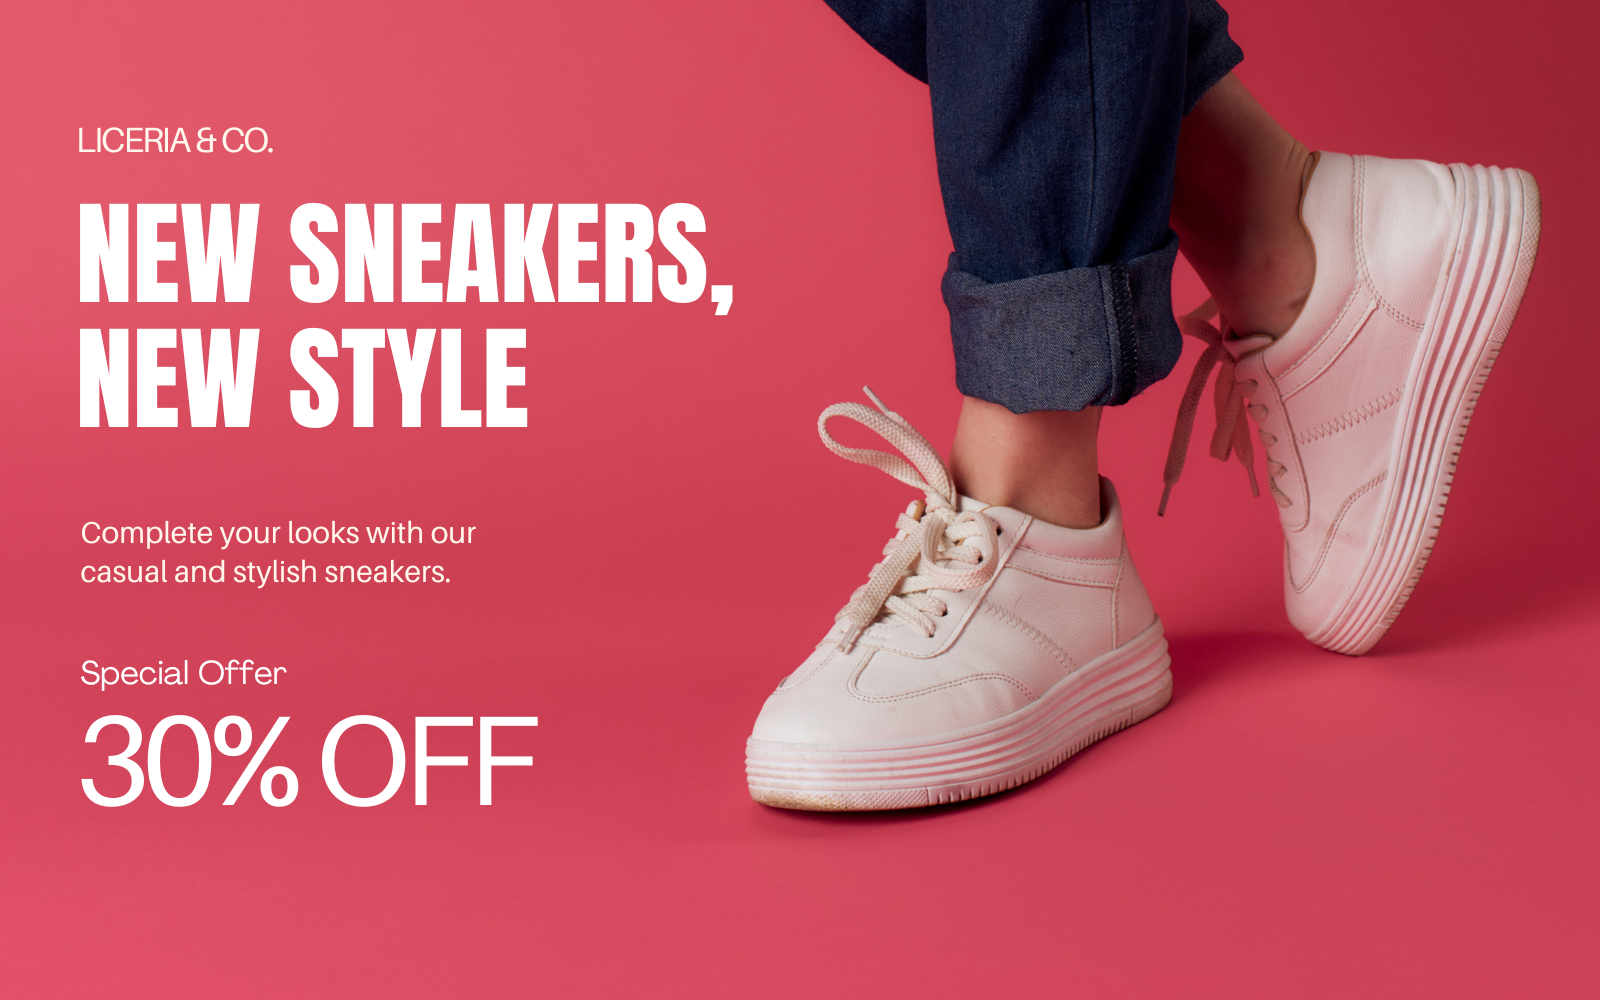 LICERIA & CO.
NEW SNEAKERS,
NEW STYLE
Complete your looks with our
casual and stylish sneakers.
Special Offer
30% OFF